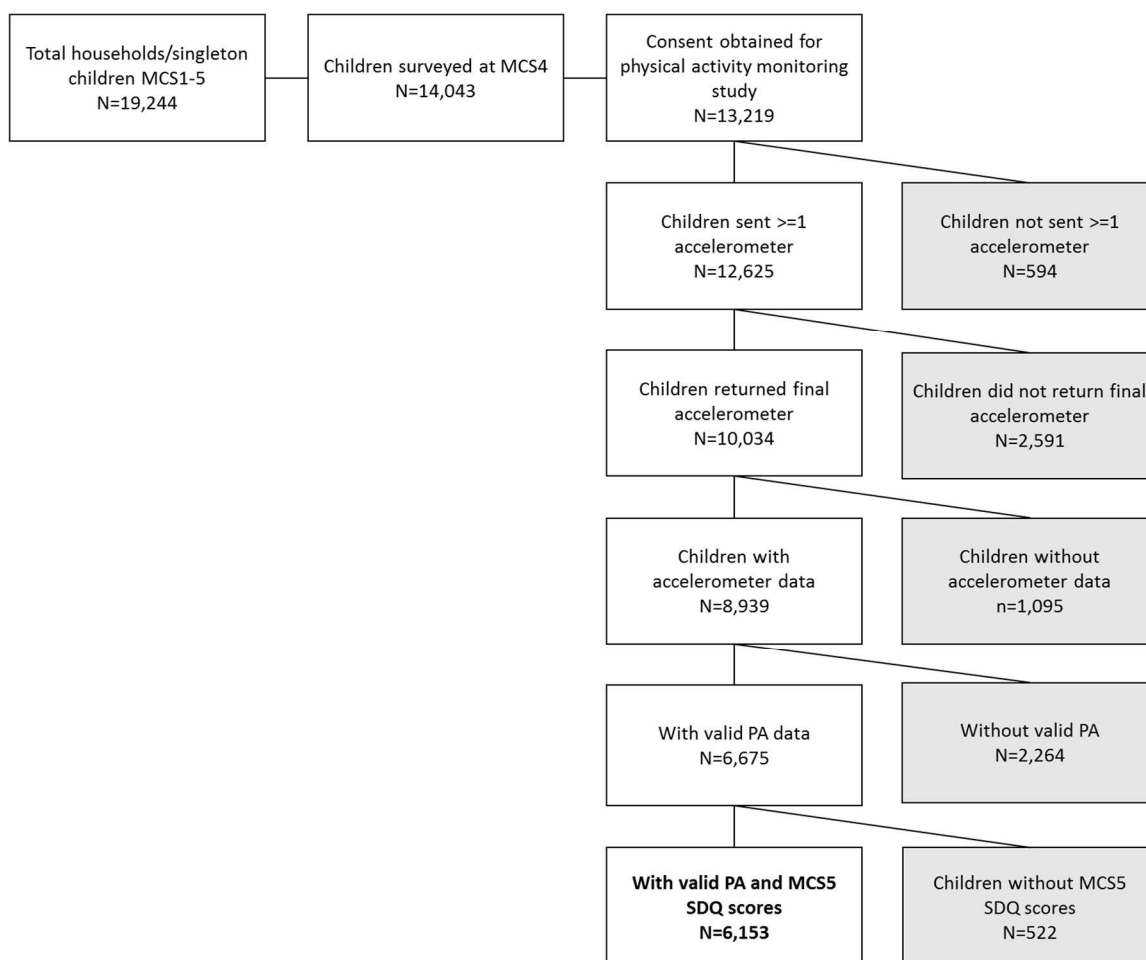 Total households/singleton
children MCS1-5
N=19,244
Children surveyed at MCS4
N=14,043
Consent obtained for
physical activity monitoring
study
N=13,219
Children sent >=1
accelerometer
N=12,625
Children not sent >=1
accelerometer
N=594
Children returned final
accelerometer
N=10,034
Children did not return final
accelerometer
N=2,591
Children with
accelerometer data
N=8,939
Children without
accelerometer data
n=1,095
With valid PA data
N=6,675
Without valid PA
N=2,264
With valid PA and MCS5
SDQ scores
N=6,153
Children without MCS5
SDQ scores
N=522